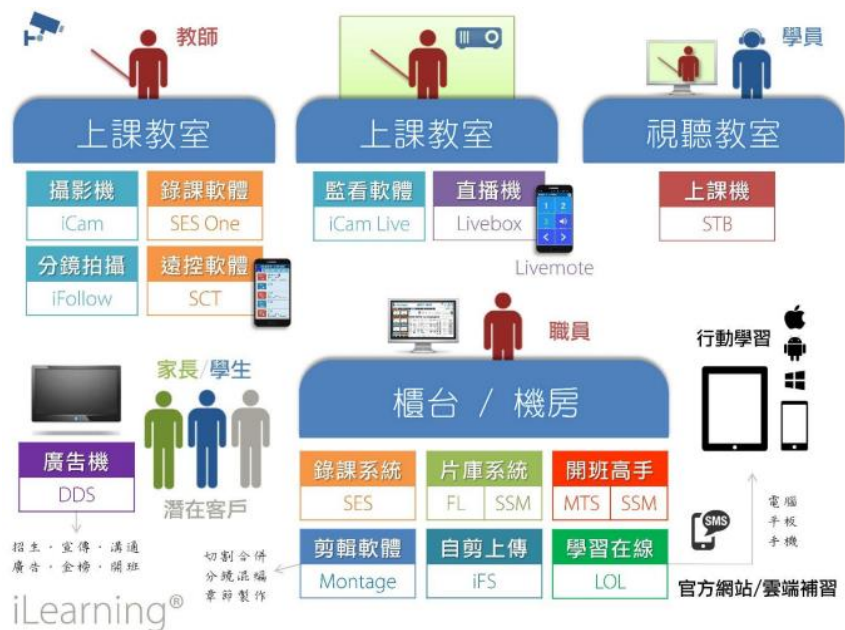 教師
學員
上課教室
上課教室
視聽教室
攝影機
iCam
錄課軟體
SES One
分鏡拍攝
iFollow
遠控軟體
SCT
監看軟體
iCam Live
直播機
Livebox
1 2
Livemote
上課機
STB
職員
櫃台 / 機房
行動學習
家長/學生
潛在客戶
廣告機
DDS
招生・宣傳・溝通
廣告・金榜・開班
錄課系統
SES
片庫系統
FL SSM
開班高手
MTS SSM
剪輯軟體
Montage
自剪上傳
iFS
學習在線
LOL
切割合併
分鏡混編
章節製作
SMS
電腦
平板
手機
官方網站/雲端補習
iLearning®